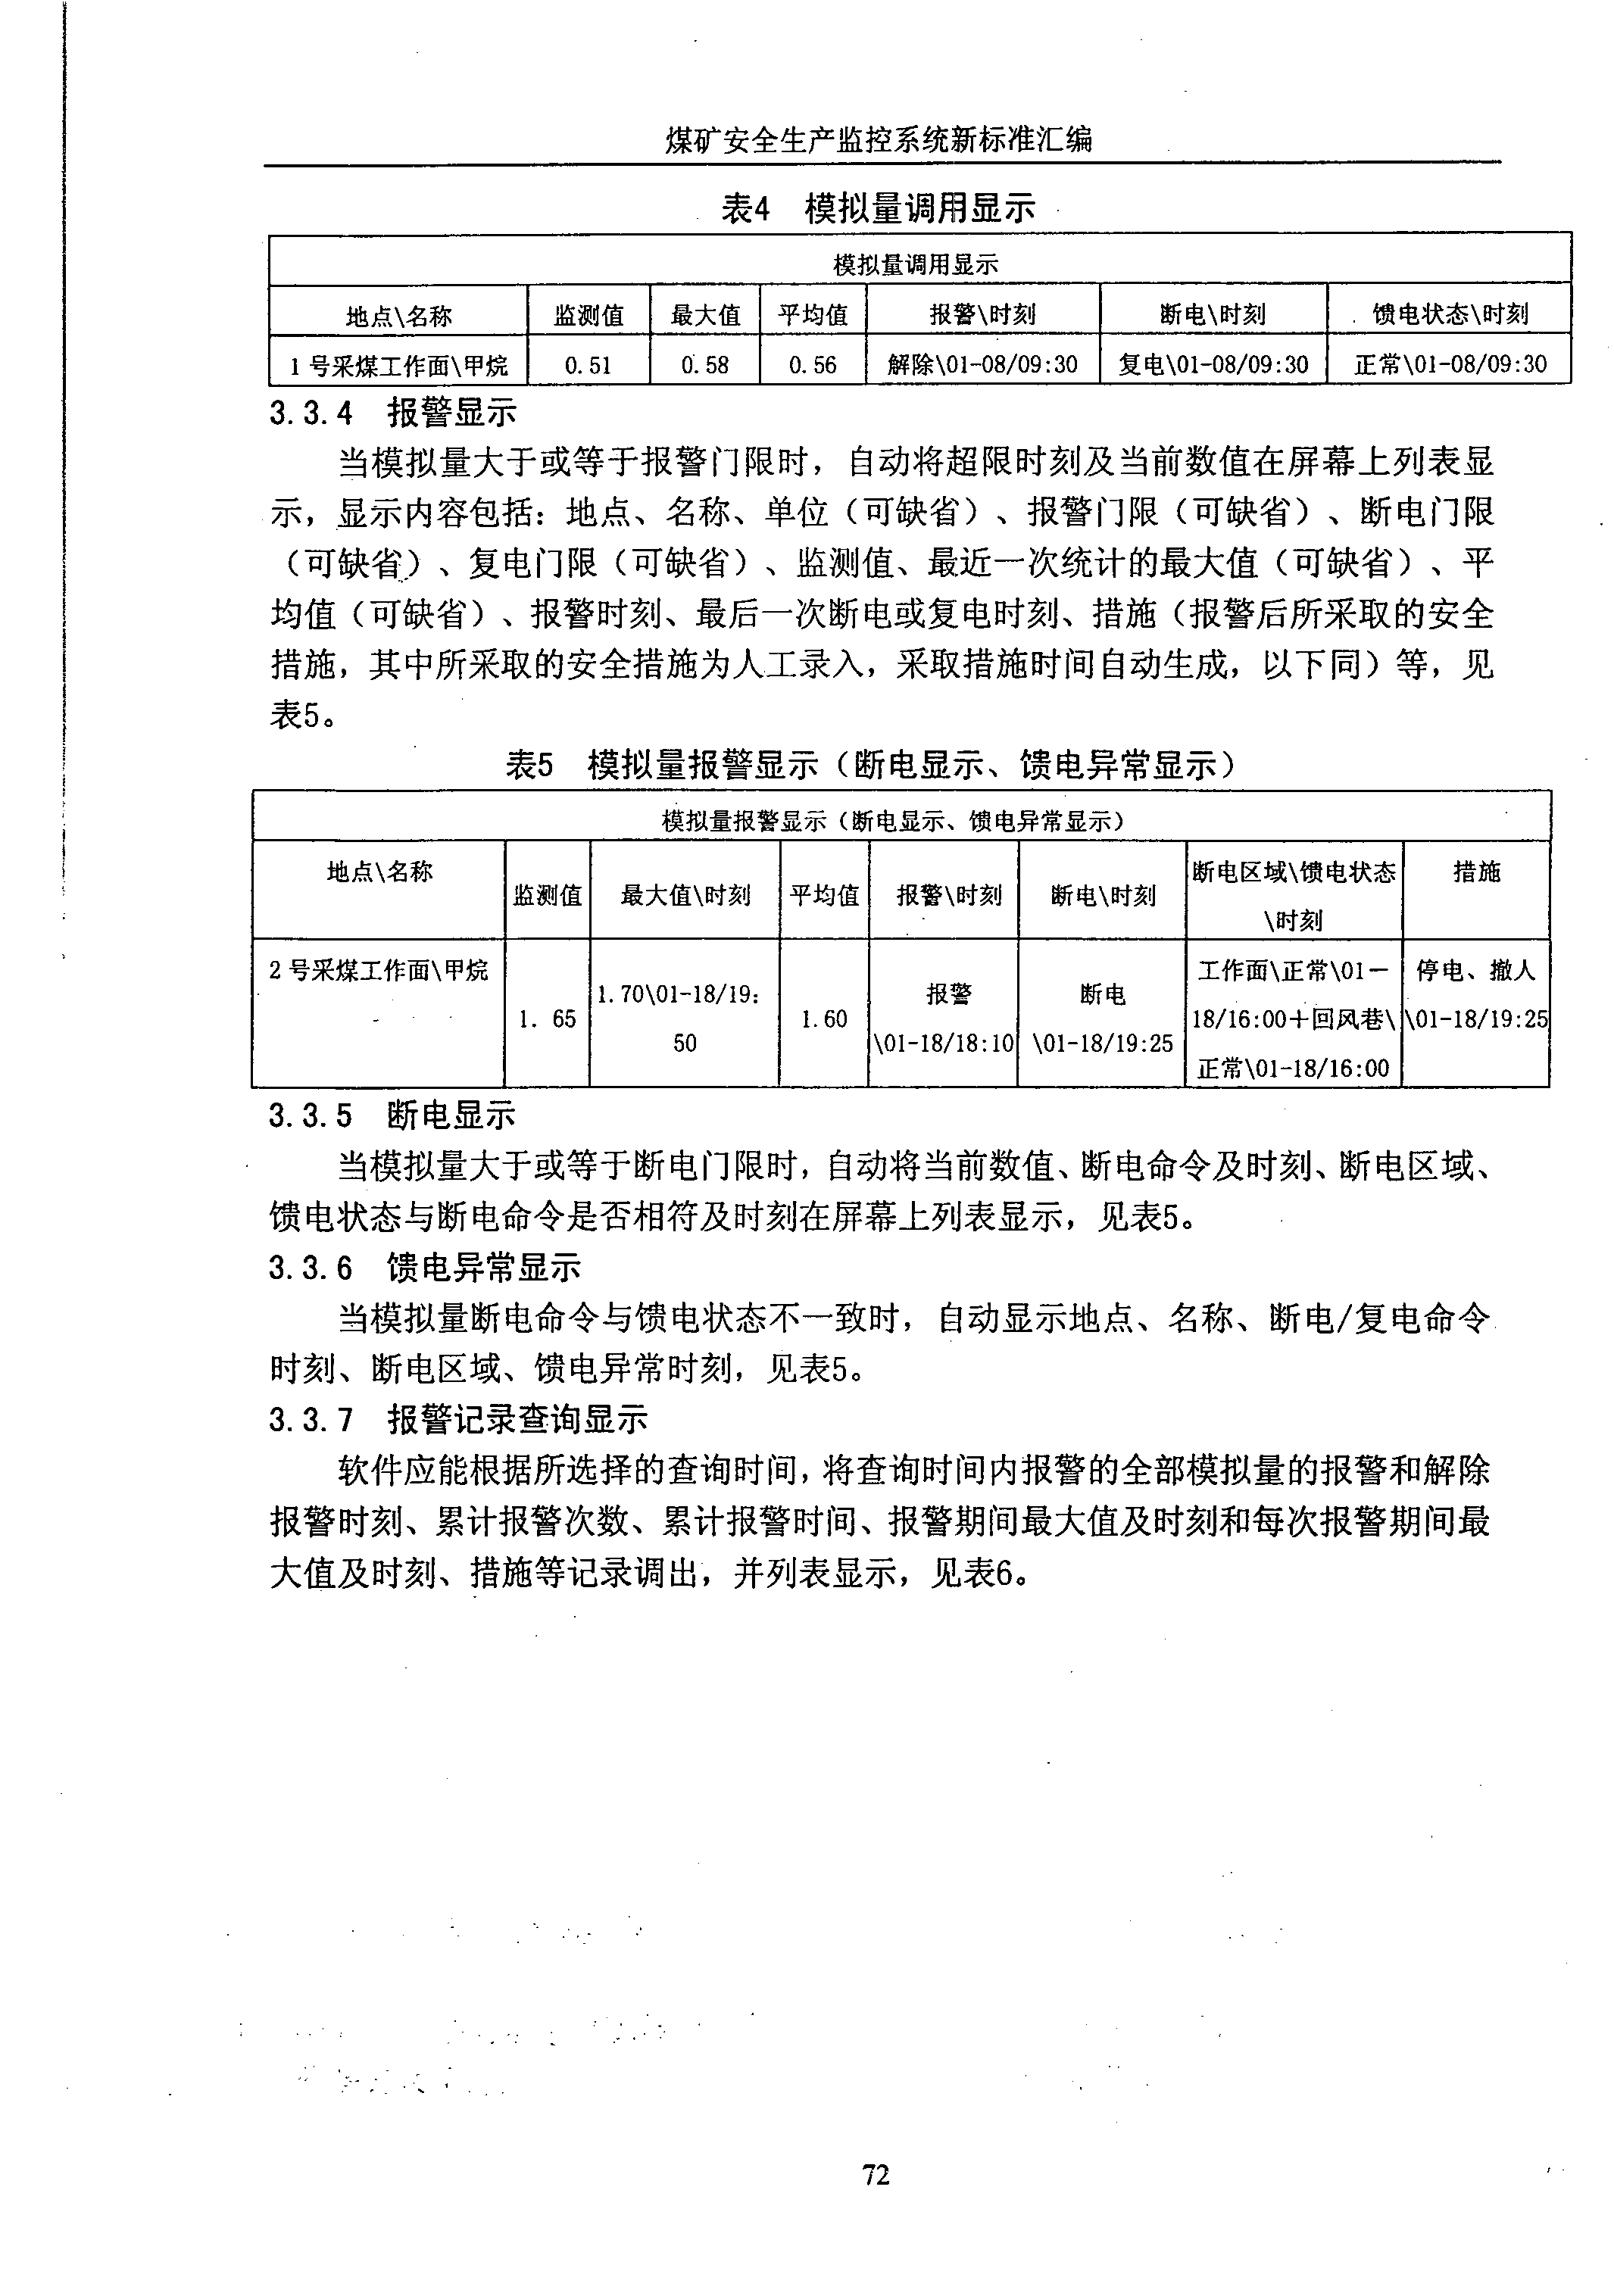 煤矿安全生产监控系统新标准汇编
表4　模拟量调用显示
模拟量调用显示
地点\名称　监测值　最大值　平均值　报警\时刻　断电\时刻　馈电状态\时刻
1号采煤工作面\甲烷　0.51　0.58　0.56　解除\01-08/09:30　复电\01-08/09:30　正常\01-08/09:30
3.3.4　报警显示
当模拟量大于或等于报警门限时，自动将超限时刻及当前数值在屏幕上列表显
示，显示内容包括：地点、名称、单位（可缺省）、报警门限（可缺省）、断电门限
（可缺省）、复电门限（可缺省）、监测值、最近一次统计的最大值（可缺省）、平
均值（可缺省）、报警时刻、最后一次断电或复电时刻、措施（报警后所采取的安全
措施，其中所采取的安全措施为人工录入，采取措施时间自动生成，以下同）等，见
表5。
表5　模拟量报警显示（断电显示、馈电异常显示）
模拟量报警显示（断电显示、馈电异常显示）
地点\名称
监测值
最大值\时刻
平均值
报警\时刻
断电\时刻
断电区域\馈电状态
\时刻
措施
2号采煤工作面\甲烷
1. 65
1.70\01-18/19:
50
1.60
报警
\01-18/18:10
断电
\01-18/19:25
工作面\正常\01－
18/16:00＋回风巷\
正常\01-18/16:00
停电、撤人
\01-18/19:25
3.3.5　断电显示
当模拟量大于或等于断电门限时，自动将当前数值、断电命令及时刻、断电区域、
馈电状态与断电命令是否相符及时刻在屏幕上列表显示，见表5。
3.3.6　馈电异常显示
当模拟量断电命令与馈电状态不一致时，自动显示地点、名称、断电/复电命令
时刻、断电区域、馈电异常时刻，见表5。
3.3.7　报警记录查询显示
软件应能根据所选择的查询时间，将查询时间内报警的全部模拟量的报警和解除
报警时刻、累计报警次数、累计报警时间、报警期间最大值及时刻和每次报警期间最
大值及时刻、措施等记录调出，并列表显示，见表6。
72